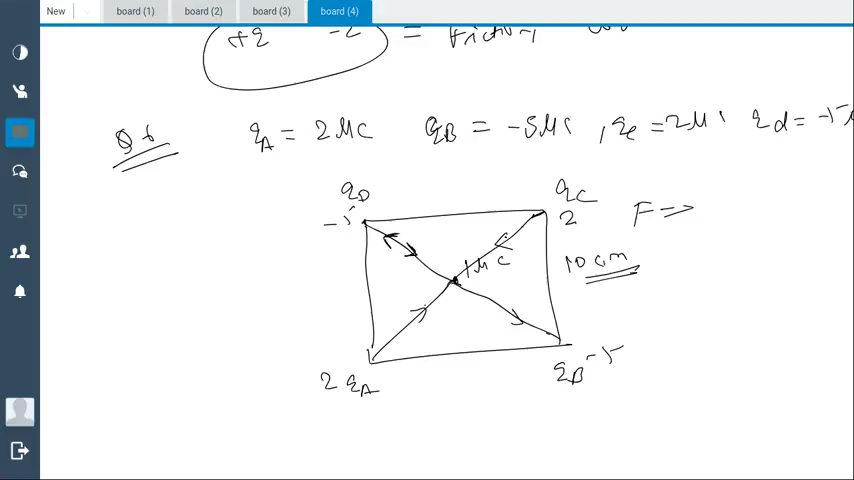 New board (1) board (2) board (3) board (4)
+q -2 = friction
Q 6 qA = 2μC qB = -5μC, qc = 2μC qd = -5
qD qC
-5 2 F =>
1μC 10 cm
2 qA qB -5